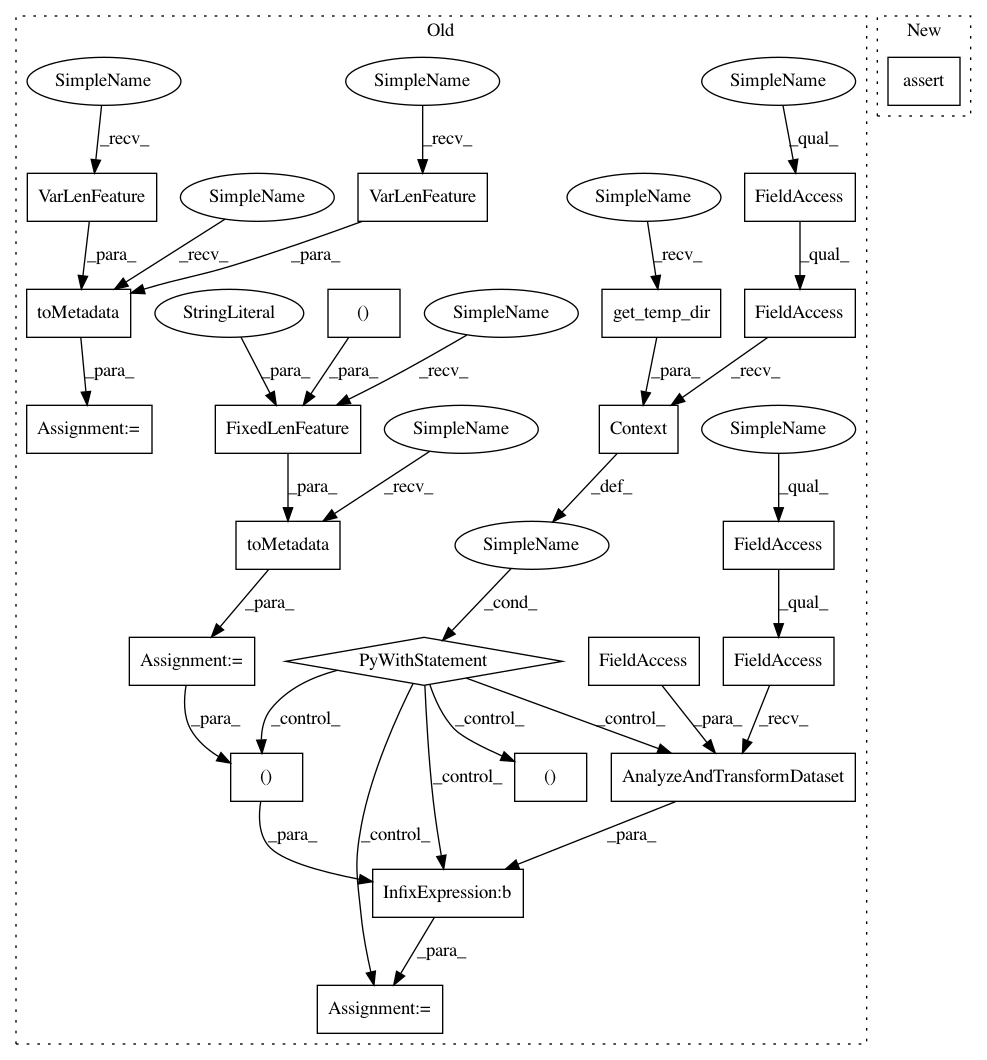 Old
New
SimpleName
SimpleName
SimpleName
assert
_recv_
_recv_
_qual_
VarLenFeature
SimpleName
VarLenFeature
SimpleName
FieldAccess
_para_
_recv_
_para_
_recv_
_qual_
toMetadata
StringLiteral
()
SimpleName
get_temp_dir
FieldAccess
_para_
_para_
_para_
_recv_
_para_
_recv_
Assignment:=
FixedLenFeature
SimpleName
Context
SimpleName
_para_
_recv_
_def_
_qual_
toMetadata
SimpleName
FieldAccess
_para_
_cond_
_qual_
Assignment:=
PyWithStatement
FieldAccess
FieldAccess
_para_
_control_
_control_
_control_
_para_
_recv_
()
_control_
()
AnalyzeAndTransformDataset
_para_
_control_
_para_
InfixExpression:b
_para_
Assignment:=